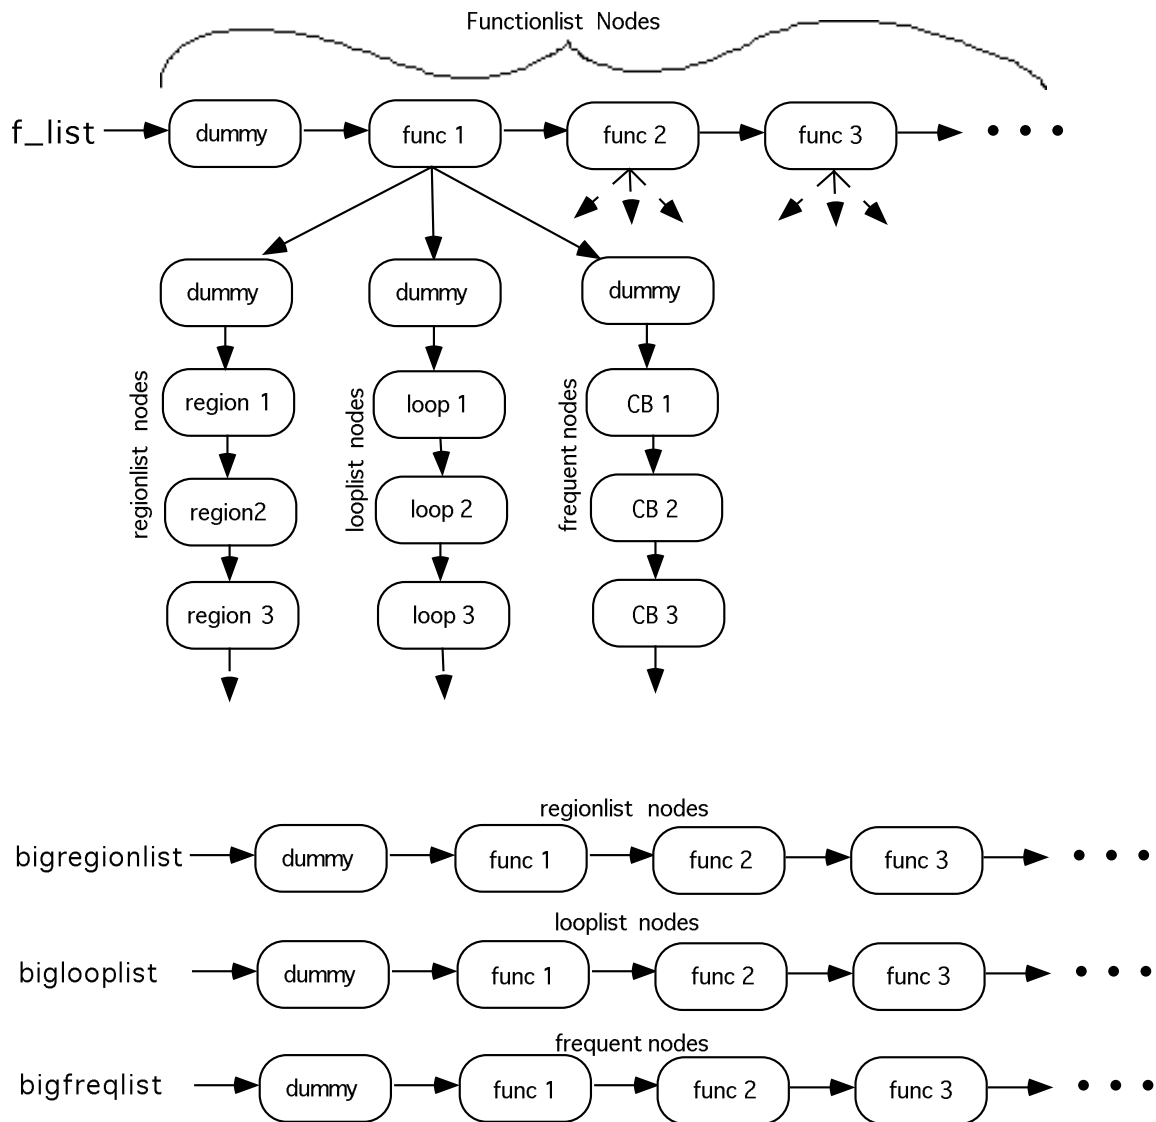 Functionlist Nodes
f_list
dummy
func 1
func 2
func 3
• • •
dummy
dummy
dummy
regionlist nodes
region 1
region2
region 3
looplist nodes
loop 1
loop 2
loop 3
frequent nodes
CB 1
CB 2
CB 3
regionlist nodes
bigregionlist
dummy
func 1
func 2
func 3
• • •
looplist nodes
biglooplist
dummy
func 1
func 2
func 3
• • •
frequent nodes
bigfreqlist
dummy
func 1
func 2
func 3
• • •